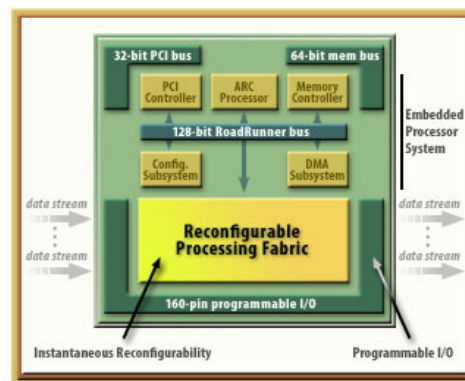 32-bit PCI bus
64-bit mem bus
PCI
Controller
ARC
Processor
Memory
Controller
Embedded
Processor
System
128-bit RoadRunner bus
Config.
Subsystem
DMA
Subsystem
data stream
data stream
Reconfigurable
Processing Fabric
data stream
data stream
160-pin programmable I/O
Instantaneous Reconfigurability
Programmable I/O